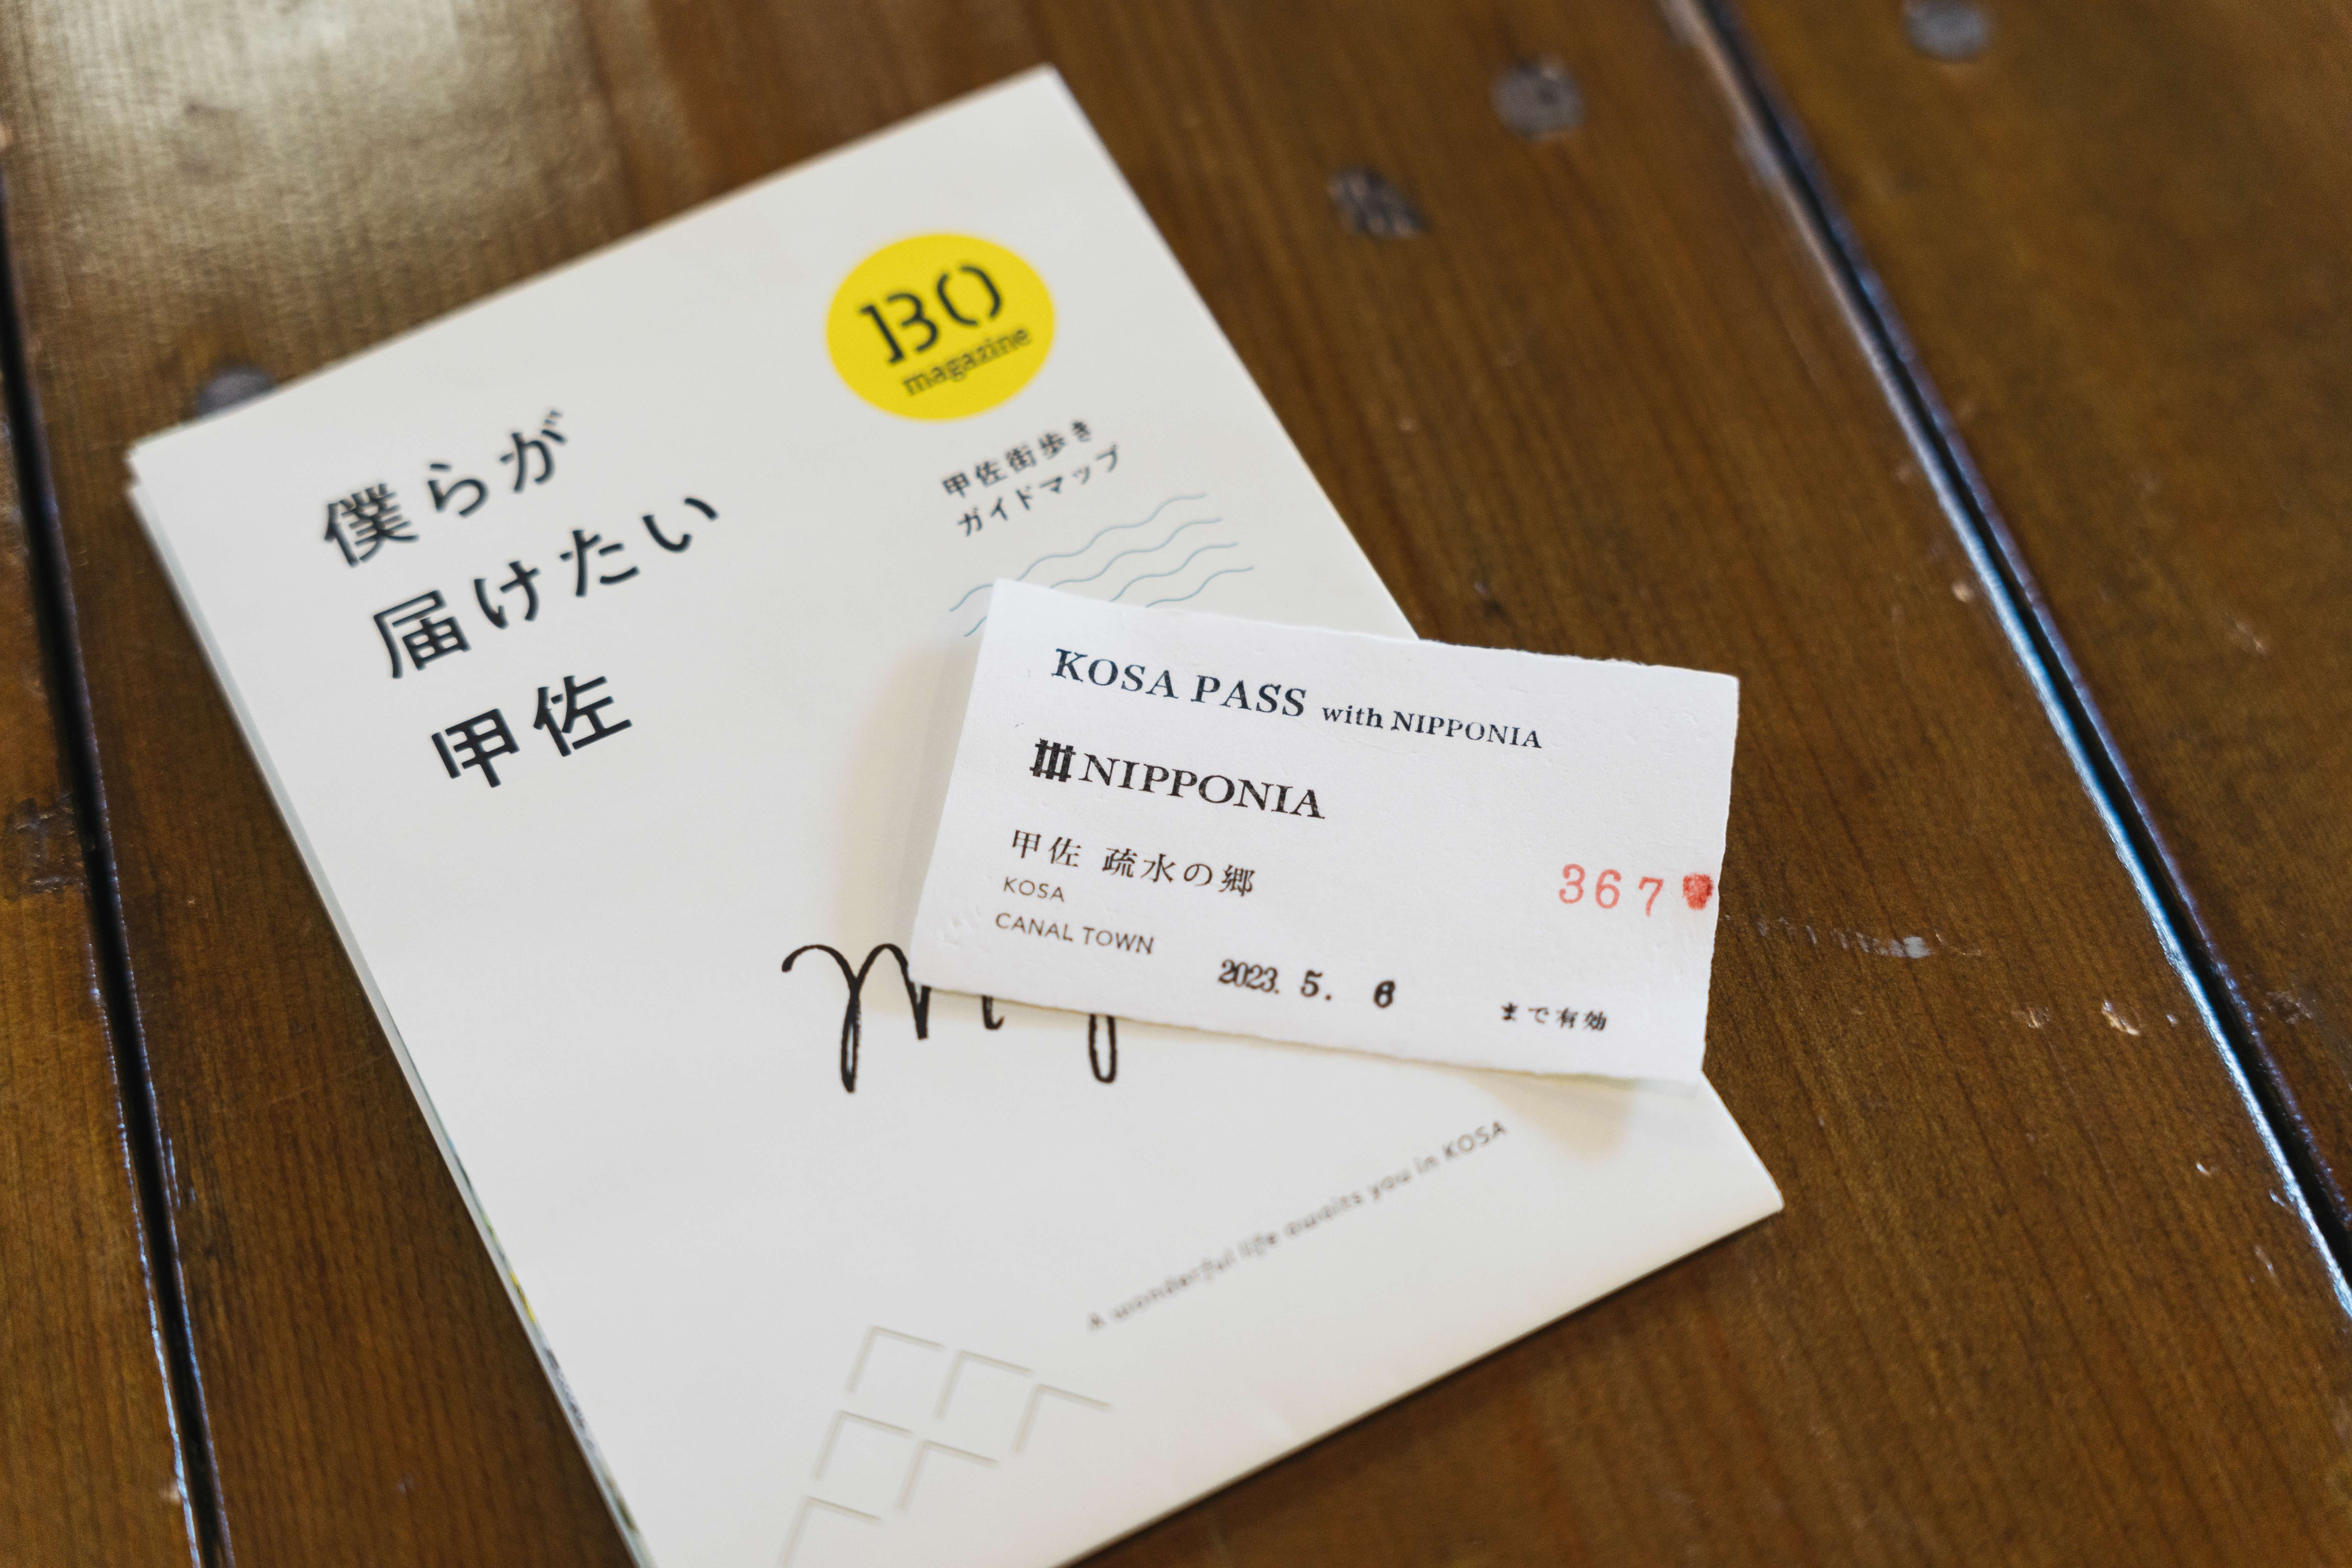 130
magazine
僕らが
届けたい
甲佐
甲佐街歩き
ガイドマップ
KOSA PASS with NIPPONIA
NIPPONIA
甲佐 疏水の郷
KOSA
CANAL TOWN
367
2023. 5. 6
まで有効
A wonderful life awaits you in KOSA